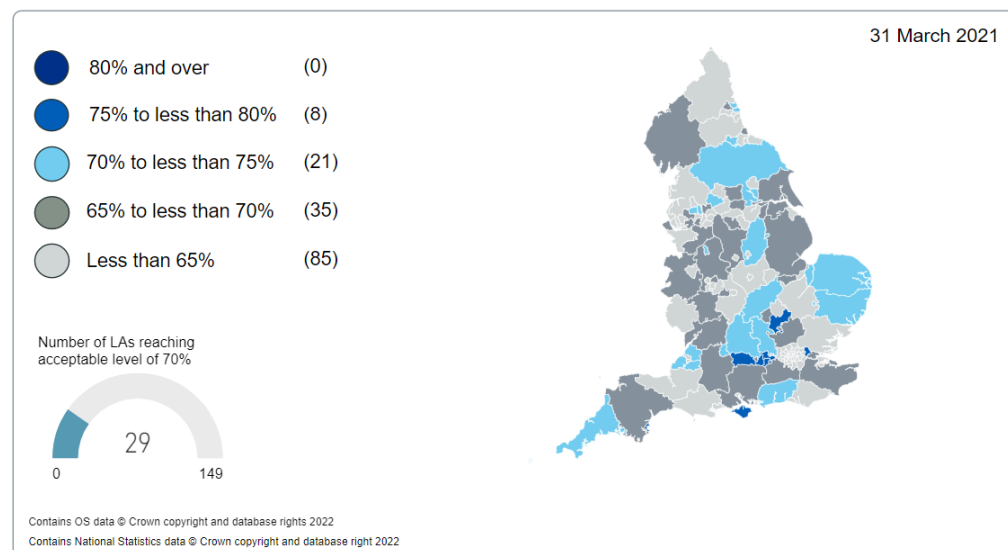 31 March 2021
80% and over (0)
75% to less than 80% (8)
70% to less than 75% (21)
65% to less than 70% (35)
Less than 65% (85)
Number of LAs reaching
acceptable level of 70%
29
0 149
Contains OS data © Crown copyright and database rights 2022
Contains National Statistics data © Crown copyright and database right 2022